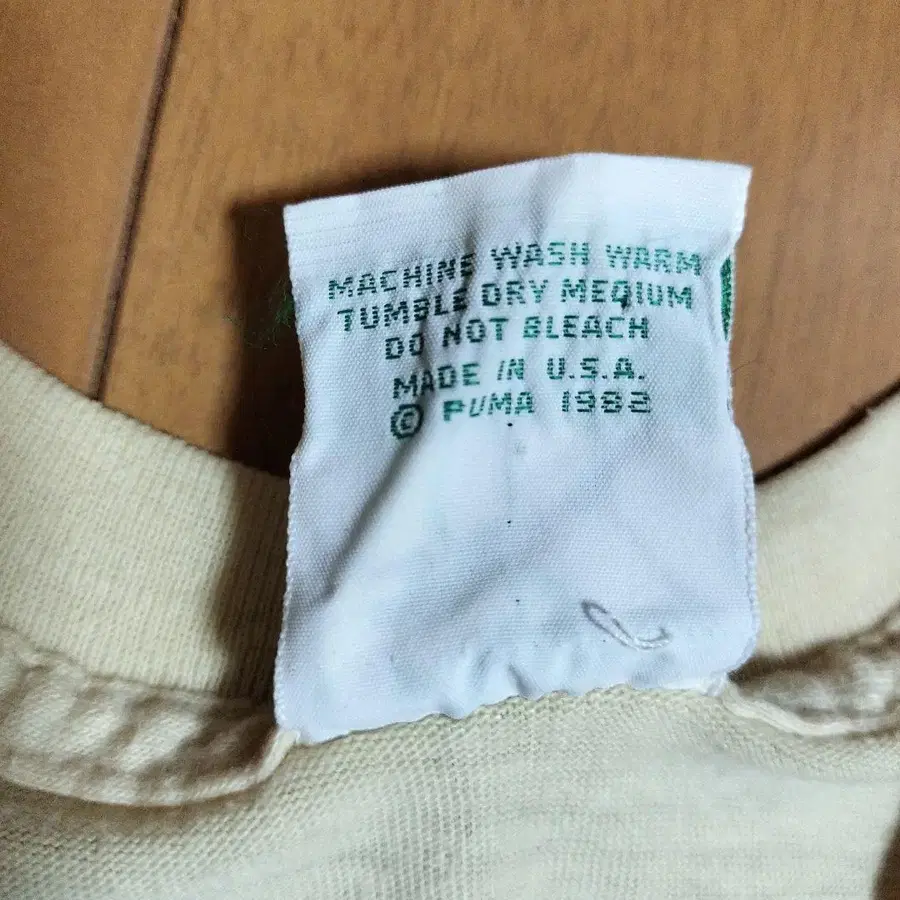 MACHINE WASH WARM
TUMBLE DRY MEDIUM
DO NOT BLEACH
MADE IN U.S.A.
© PUMA 1982